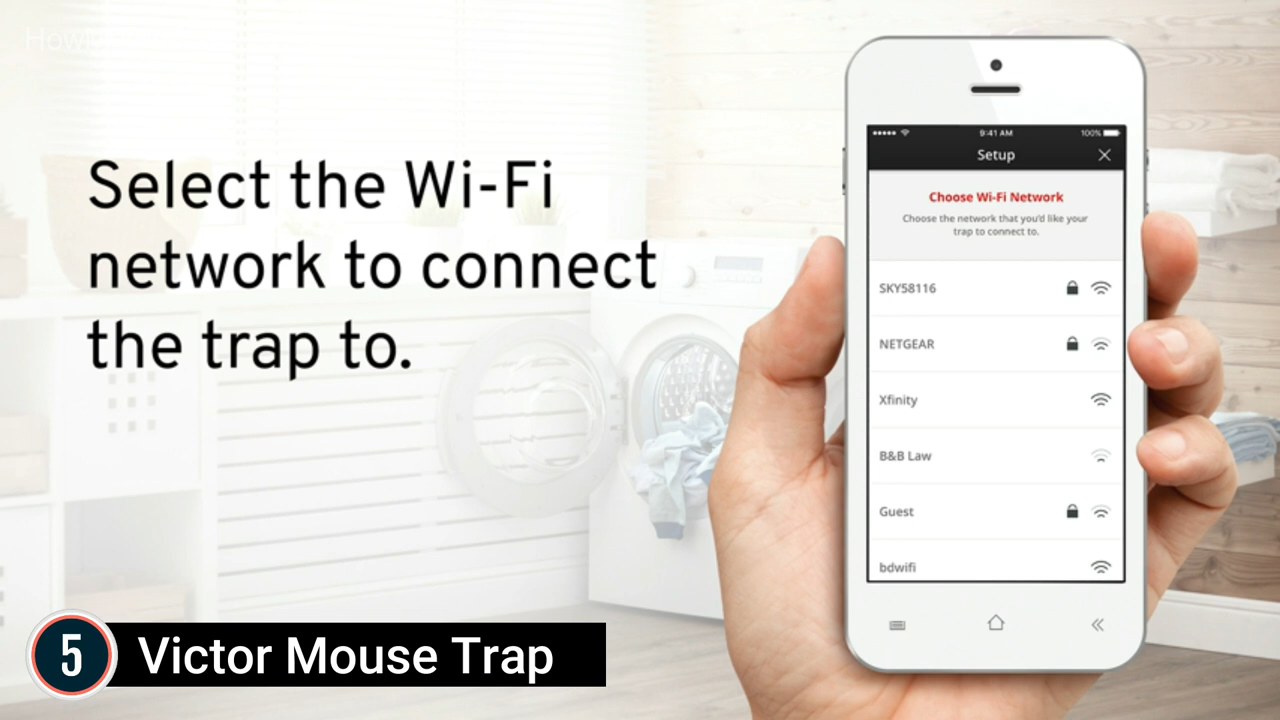 Select the Wi-Fi
network to connect
the trap to.
9:41 AM
100%
Setup
Choose Wi-Fi Network
Choose the network that you'd like your
trap to connect to.
SKY58116
NETGEAR
Xfinity
B&B Law
Guest
bdwifi
5
Victor Mouse Trap